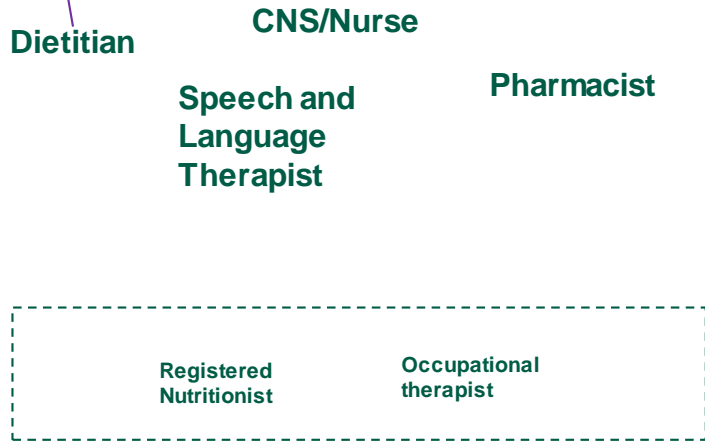 CNS/Nurse
Dietitian
Pharmacist
Speech and
Language
Therapist
Registered
Nutritionist
Occupational
therapist